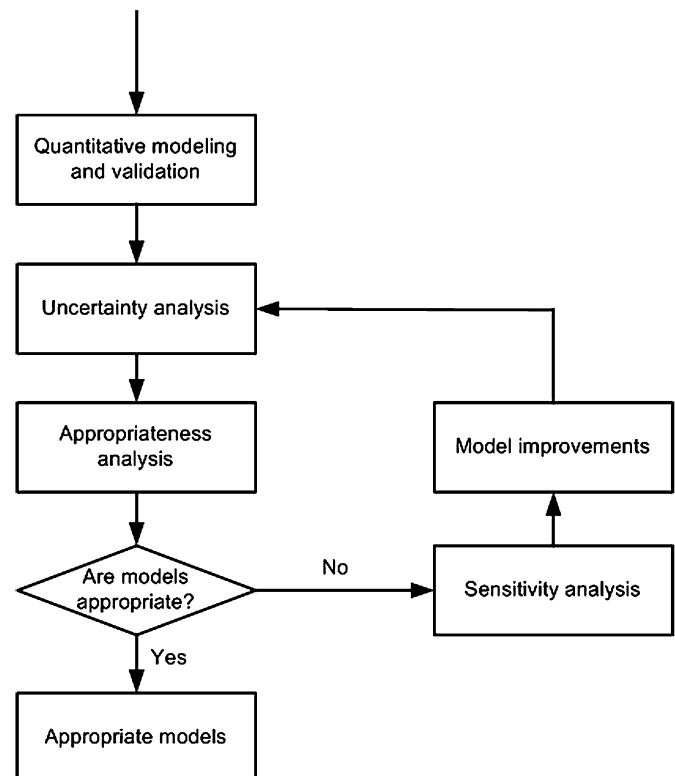 Quantitative modeling
and validation
Uncertainty analysis
Appropriateness
analysis
Model improvements
Are models
appropriate?
No
Sensitivity analysis
Yes
Appropriate models